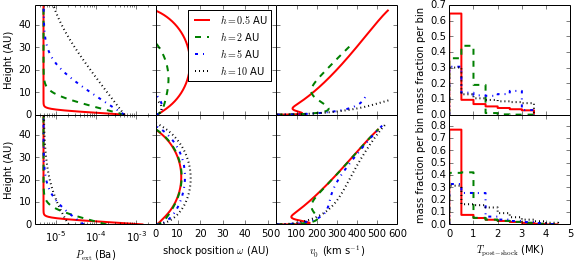 Height (AU)
40
30
20
10
0
h = 0.5 AU
h = 2 AU
h = 5 AU
h = 10 AU
mass fraction per bin
0.7
0.6
0.5
0.4
0.3
0.2
0.1
0.0
Height (AU)
40
30
20
10
0
mass fraction per bin
0.8
0.7
0.6
0.5
0.4
0.3
0.2
0.1
0.0
10⁻⁵ 10⁻⁴ 10⁻³
0 10 20 30 40 50
100 200 300 400 500 600
0 1 2 3 4 5
P_ext (Ba)
shock position ω (AU)
v₀ (km s⁻¹)
T_post−shock (MK)